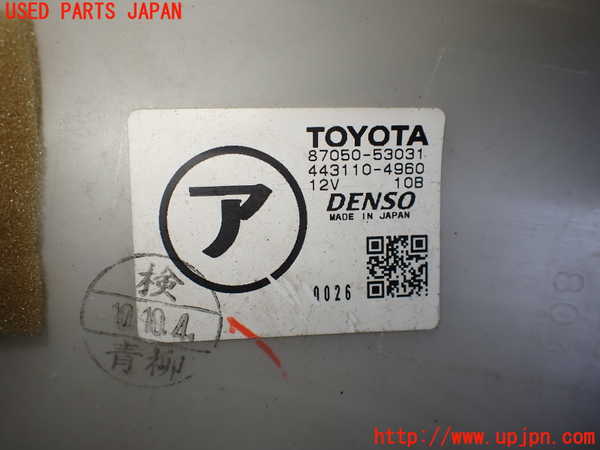 USED PARTS JAPAN
TOYOTA
87050-53031
443110-4960
12V 10B
DENSO
MADE IN JAPAN
ア
0026
検
10.10.4
青柳
http://www.upjpn.com/